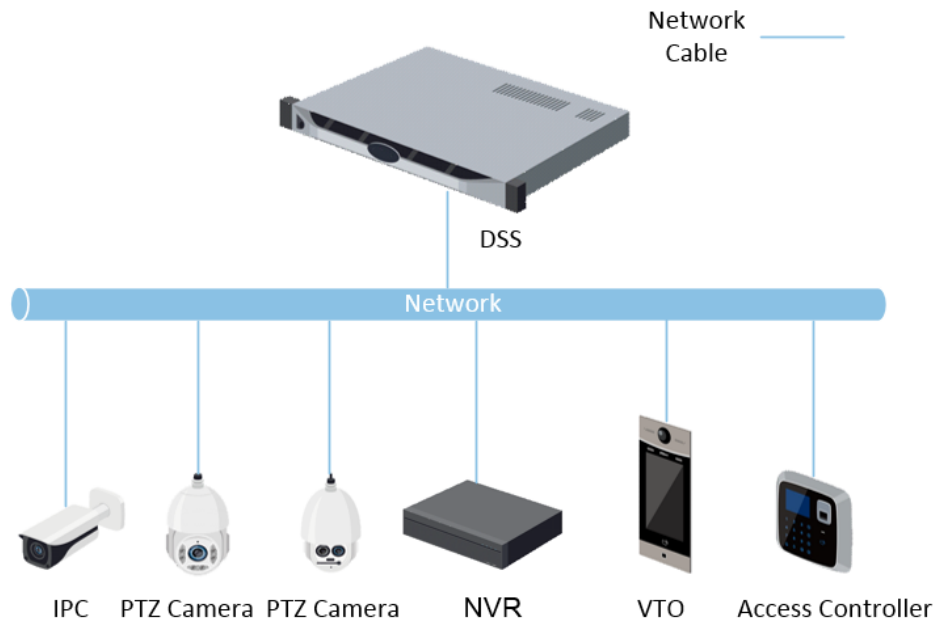 Network
Cable
DSS
Network
IPC PTZ Camera PTZ Camera NVR VTO Access Controller